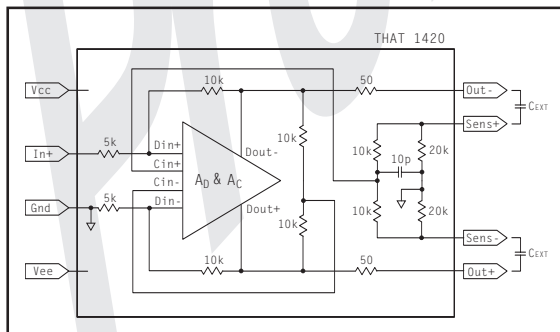 THAT 1420
Vcc
10k
50
Out-
CEXT
Sens+
In+
5k
Din+
Cin+
Cin-
Din-
AD & AC
Dout-
Dout+
10k
10k
10k
10p
20k
10k
20k
Gnd
5k
Sens-
CEXT
Vee
10k
50
Out+